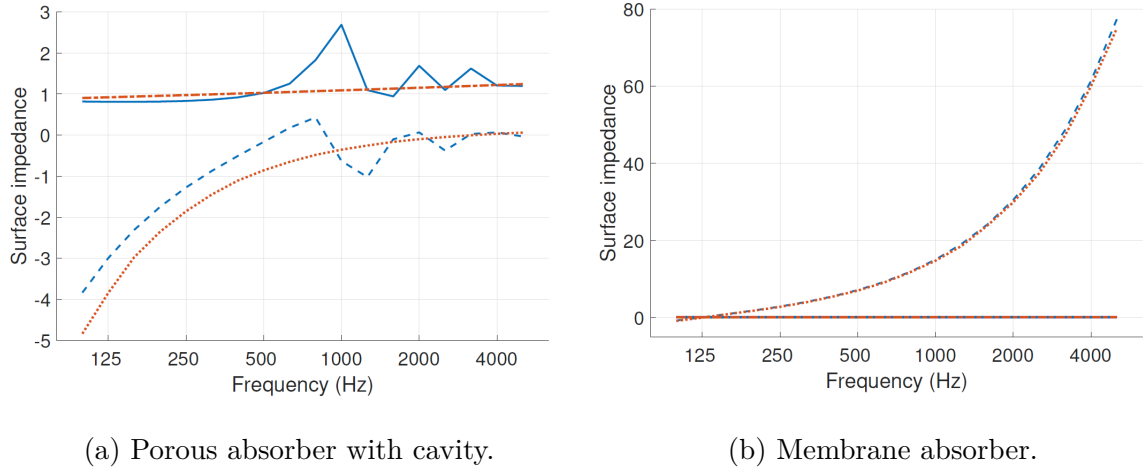 3
2
1
0
-1
-2
-3
-4
-5
Surface impedance
125 250 500 1000 2000 4000
Frequency (Hz)
(a) Porous absorber with cavity.
80
60
40
20
0
Surface impedance
125 250 500 1000 2000 4000
Frequency (Hz)
(b) Membrane absorber.